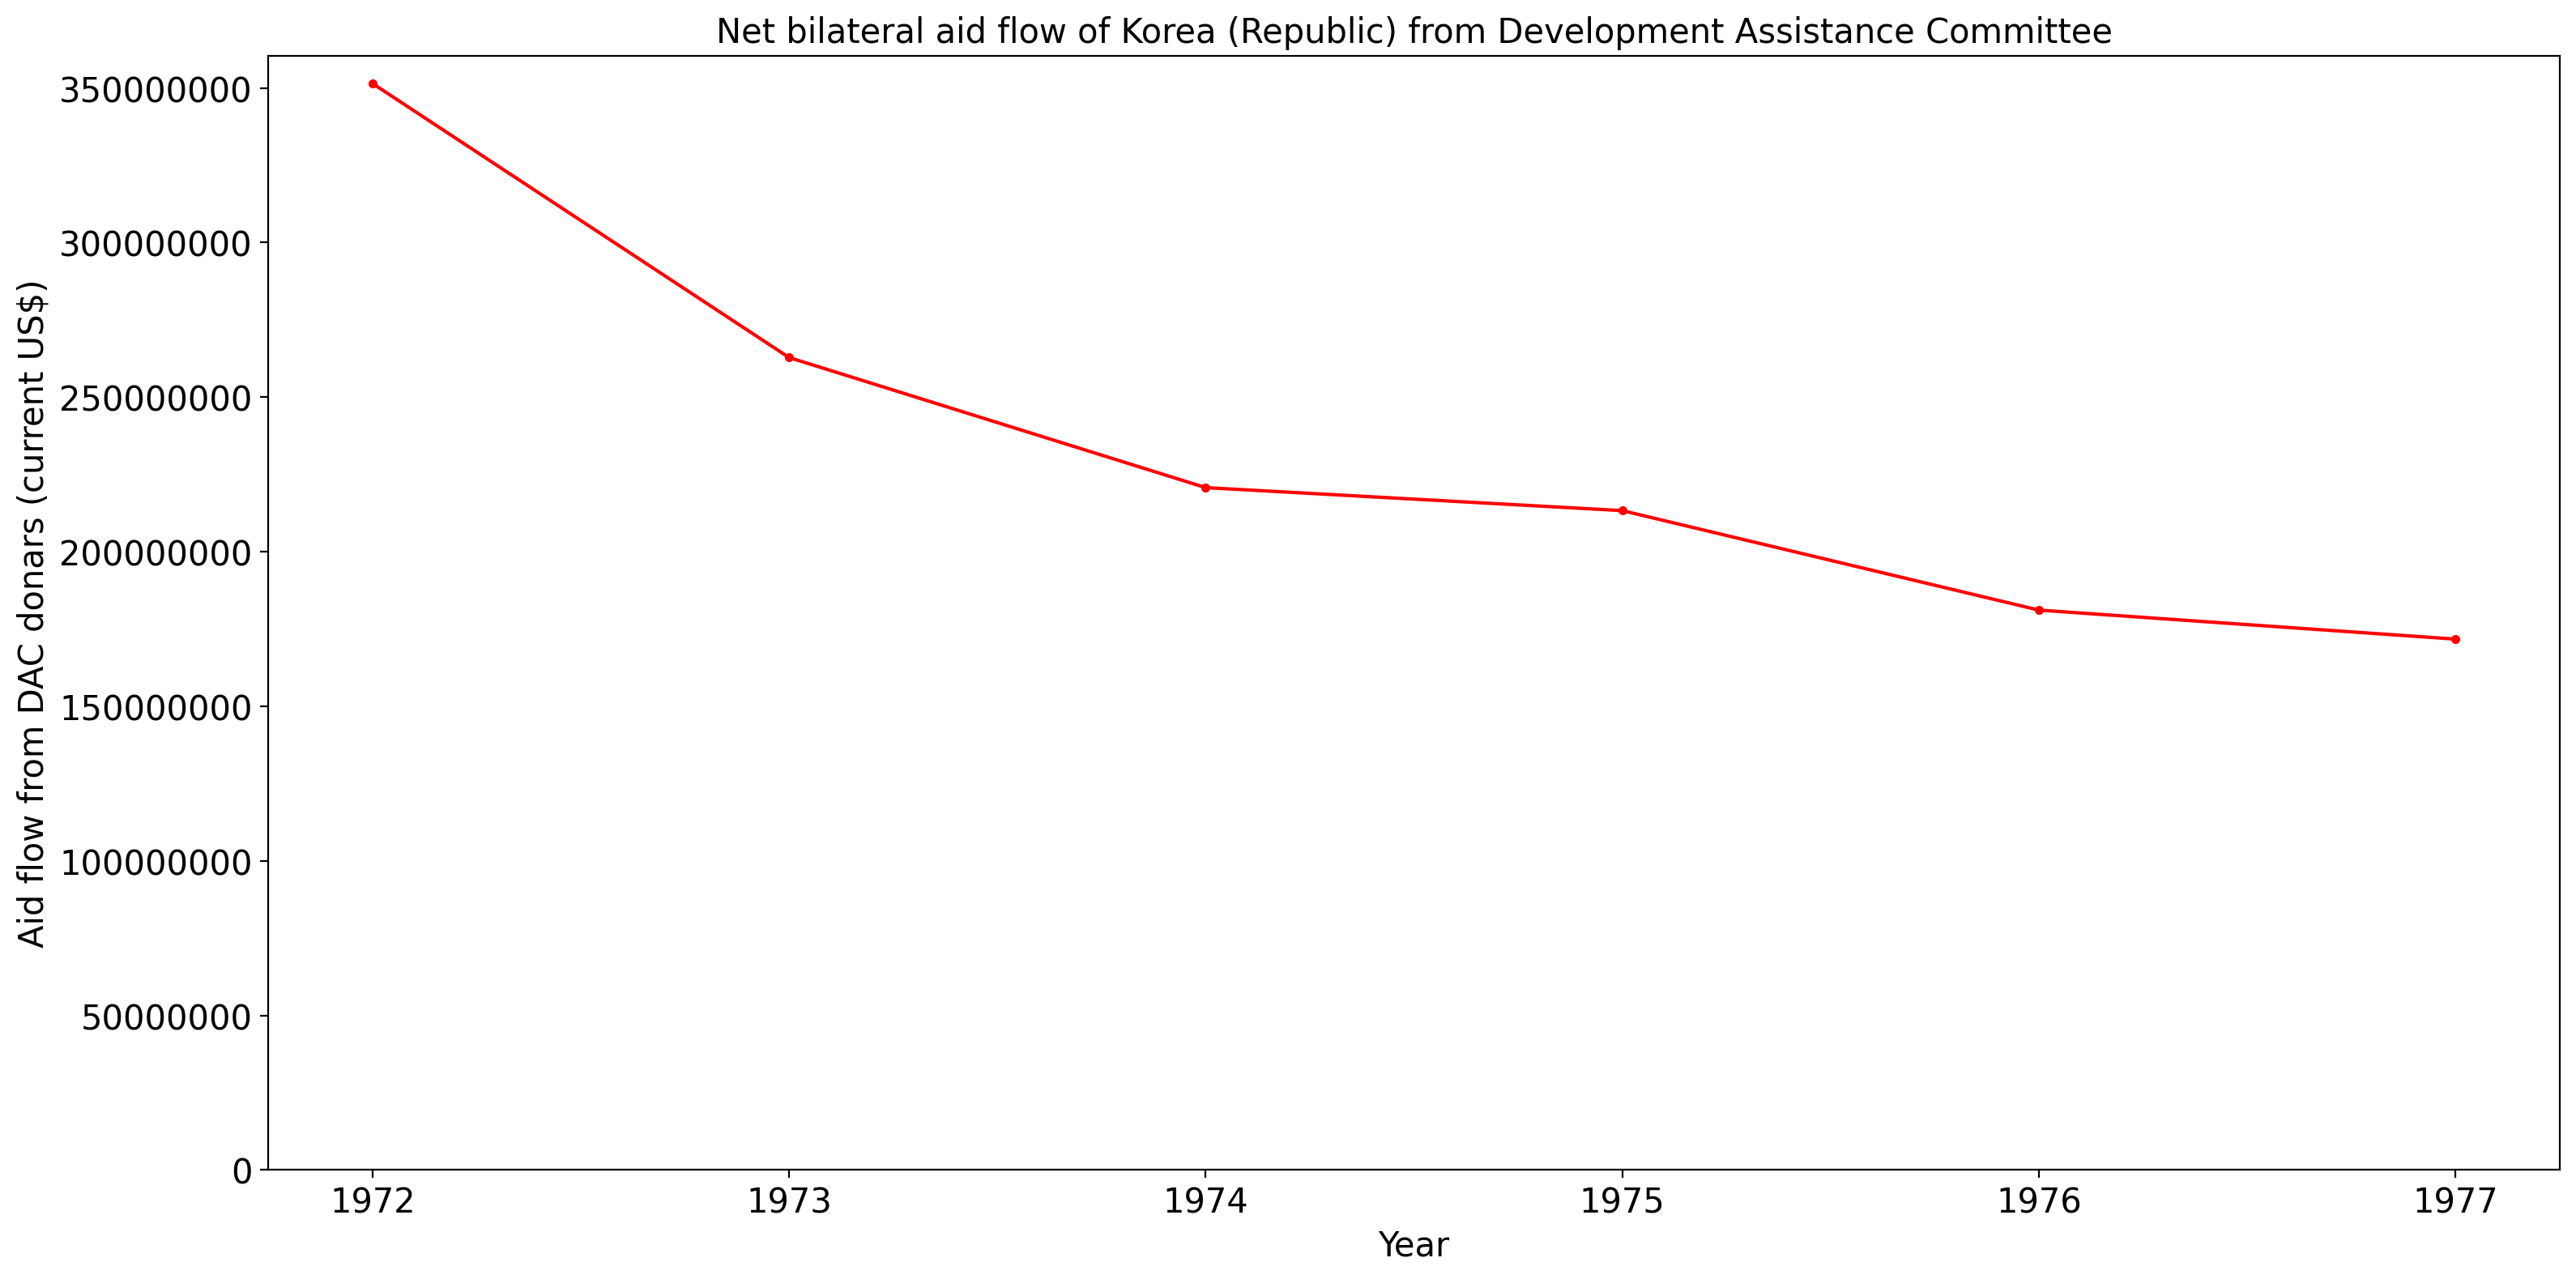 Net bilateral aid flow of Korea (Republic) from Development Assistance Committee
Aid flow from DAC donars (current US$)
350000000
300000000
250000000
200000000
150000000
100000000
50000000
0
1972 1973 1974 1975 1976 1977
Year